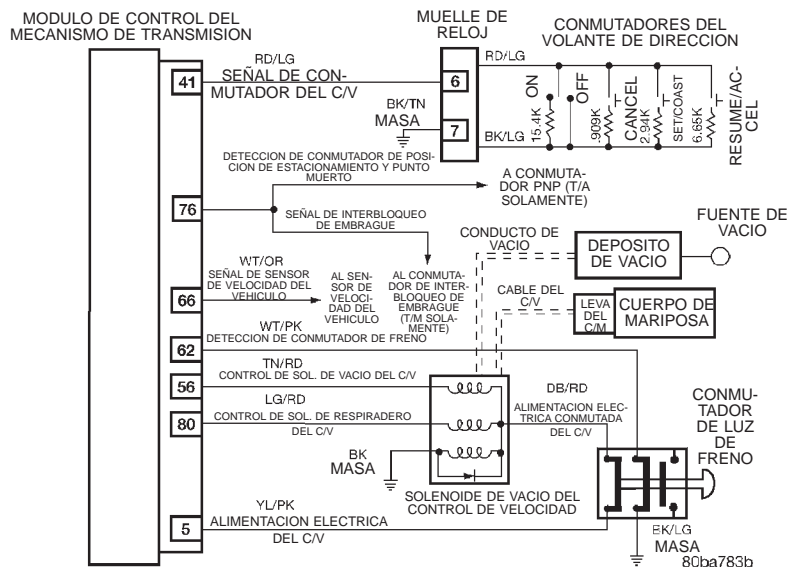 MODULO DE CONTROL DEL
MECANISMO DE TRANSMISION
MUELLE DE
RELOJ
CONMUTADORES DEL
VOLANTE DE DIRECCION
RD/LG
41
SEÑAL DE CON-
MUTADOR DEL C/V
6
RD/LG
BK/TN
MASA
7
BK/LG
15.4K
ON
OFF
.909K
CANCEL
2.94K
SET/COAST
6.65K
RESUME/AC-
CEL
DETECCION DE CONMUTADOR DE POSI-
CION DE ESTACIONAMIENTO Y PUNTO
MUERTO
A CONMUTA-
DOR PNP (T/A
SOLAMENTE)
76
SEÑAL DE INTERBLOQUEO
DE EMBRAGUE
CONDUCTO DE
VACIO
DEPOSITO
DE VACIO
FUENTE DE
VACIO
WT/OR
66
SEÑAL DE SENSOR
DE VELOCIDAD DEL
VEHICULO
AL SEN-
SOR DE
VELOCI-
DAD DEL
VEHICULO
AL CONMUTA-
DOR DE INTER-
BLOQUEO DE
EMBRAGUE
(T/M SOLA-
MENTE)
CABLE DEL
C/V
LEVA
DEL
C/M
CUERPO DE
MARIPOSA
WT/PK
62
DETECCION DE CONMUTADOR DE FRENO
TN/RD
56
CONTROL DE SOL. DE VACIO DEL C/V
LG/RD
80
CONTROL DE SOL. DE RESPIRADERO
DEL C/V
DB/RD
ALIMENTACION ELEC-
TRICA CONMUTADA
DEL C/V
CONMU-
TADOR
DE LUZ
DE
FRENO
BK
MASA
SOLENOIDE DE VACIO DEL
CONTROL DE VELOCIDAD
YL/PK
5
ALIMENTACION ELECTRICA
DEL C/V
BK/LG
MASA
80ba783b